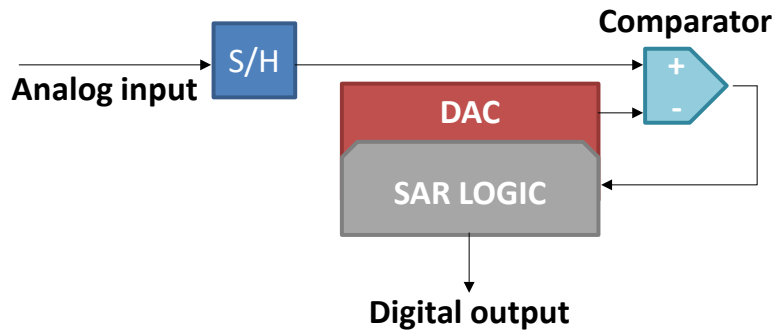 Comparator
S/H
Analog input
+
-
DAC
SAR LOGIC
Digital output